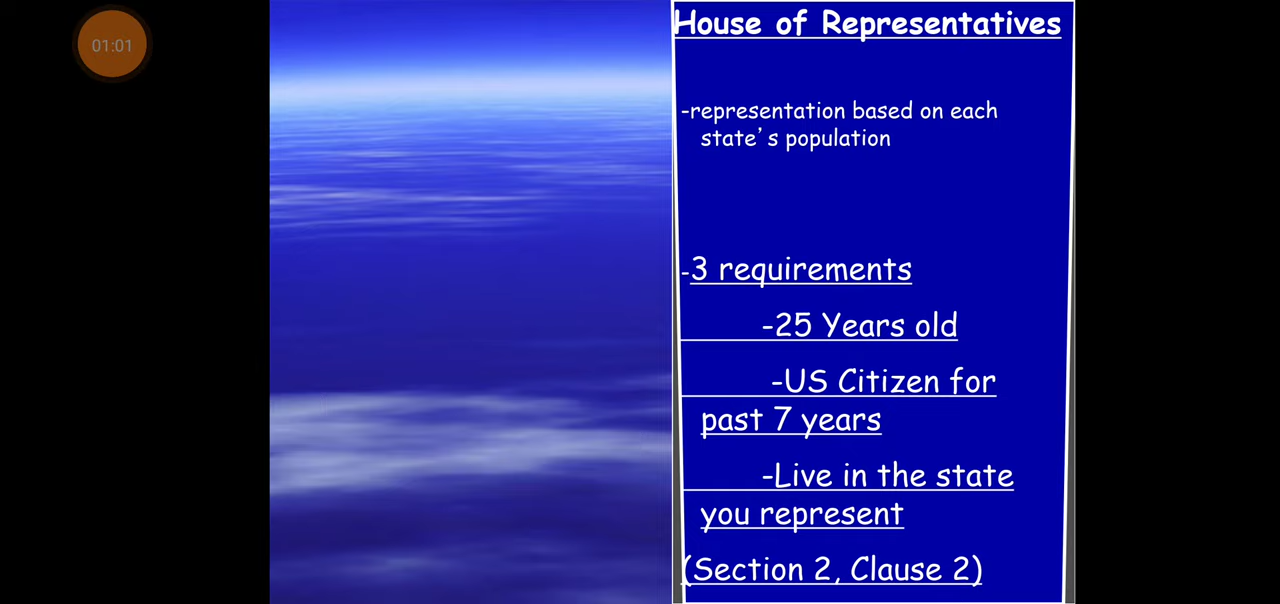 01:01
House of Representatives
-representation based on each
state’s population
-3 requirements
-25 Years old
-US Citizen for
past 7 years
-Live in the state
you represent
(Section 2, Clause 2)